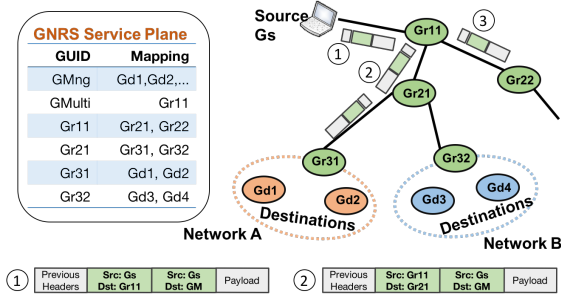 GNRS Service Plane
GUID Mapping
GMng Gd1,Gd2,...
GMulti Gr11
Gr11 Gr21, Gr22
Gr21 Gr31, Gr32
Gr31 Gd1, Gd2
Gr32 Gd3, Gd4
Source
Gs
1
2
3
Gr11
Gr22
Gr21
Gr31
Gr32
Gd1
Gd2
Destinations
Network A
Gd3
Gd4
Destinations
Network B
1
Previous
Headers
Src: Gs
Dst: Gr11
Src: Gs
Dst: GM
Payload
2
Previous
Headers
Src: Gr11
Dst: Gr21
Src: Gs
Dst: GM
Payload